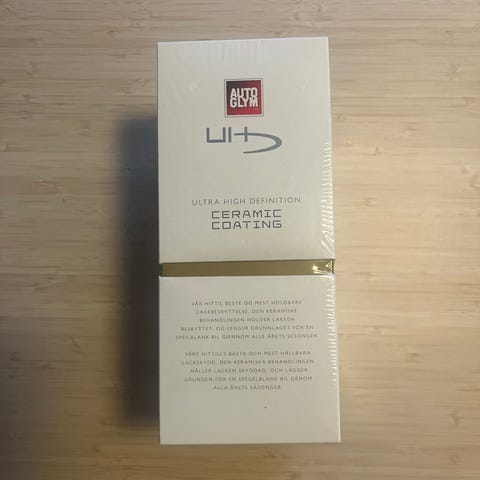 AUTO
GLYM
UHD
ULTRA HIGH DEFINITION
CERAMIC
COATING
VÅR HITTIL BESTE OG MEST HOLDBARE
LAKKBESKYTTELSE, DEN KERAMISKE
BEHANDLINGEN HOLDER LAKKEN
BESKYTTET, OG LEGGER GRUNNLAGET FOR EN
SPEILBLANK BIL GJENNOM ALLE ÅRETS SESONGER.
VÅRT HITTILLS BÄSTA OCH MEST HÅLLBARA
LACKSKYDD. DEN KERAMISKA BEHANDLINGEN
HÅLLER LACKEN SKYDDAD, OCH LÄGGER
GRUNDEN FÖR EN SPEGELBLANK BIL GENOM
ALLA ÅRETS SÄSONGER.